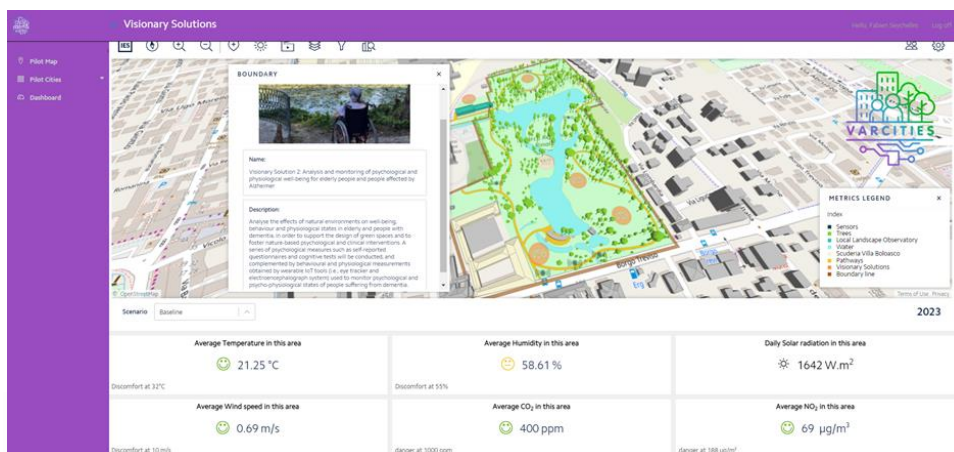 Visionary Solutions
Hello, Fabien Seychelles
Log off
Pilot Map
Pilot Cities
Dashboard
IES
BOUNDARY
Name:
Visionary Solution 2: Analysis and monitoring of psychological and
physiological well-being for elderly people and people affected by
Alzheimer
Description:
Analyse the effects of natural environments on well-being,
behaviour and physiological states in elderly and people with
dementia, in order to support the design of green spaces and to
foster nature-based psychological and clinical interventions. A
series of psychological measures such as self-reported
questionnaires and cognitive tests will be conducted, and
complemented by behavioural and physiological measurements
obtained by wearable IoT tools (i.e., eye tracker and
electroencephalograph systems) used to monitor psychological and
psycho-physiological states of people suffering from dementia.
VARCITIES
METRICS LEGEND
Index
Sensors
Trees
Local Landscape Observatory
Water
Scuderia Villa Bolasco
Pathways
Visionary Solutions
Boundary line
Borgo Treviso
Erg
© OpenStreetMap
Terms of Use Privacy
Scenario
Baseline
2023
Average Temperature in this area
21.25 °C
Discomfort at 32°C
Average Humidity in this area
58.61 %
Discomfort at 55%
Daily Solar radiation in this area
1642 W.m²
Average Wind speed in this area
0.69 m/s
Discomfort at 10 m/s
Average CO₂ in this area
400 ppm
danger at 1000 ppm
Average NO₂ in this area
69 µg/m³
danger at 188 µg/m³